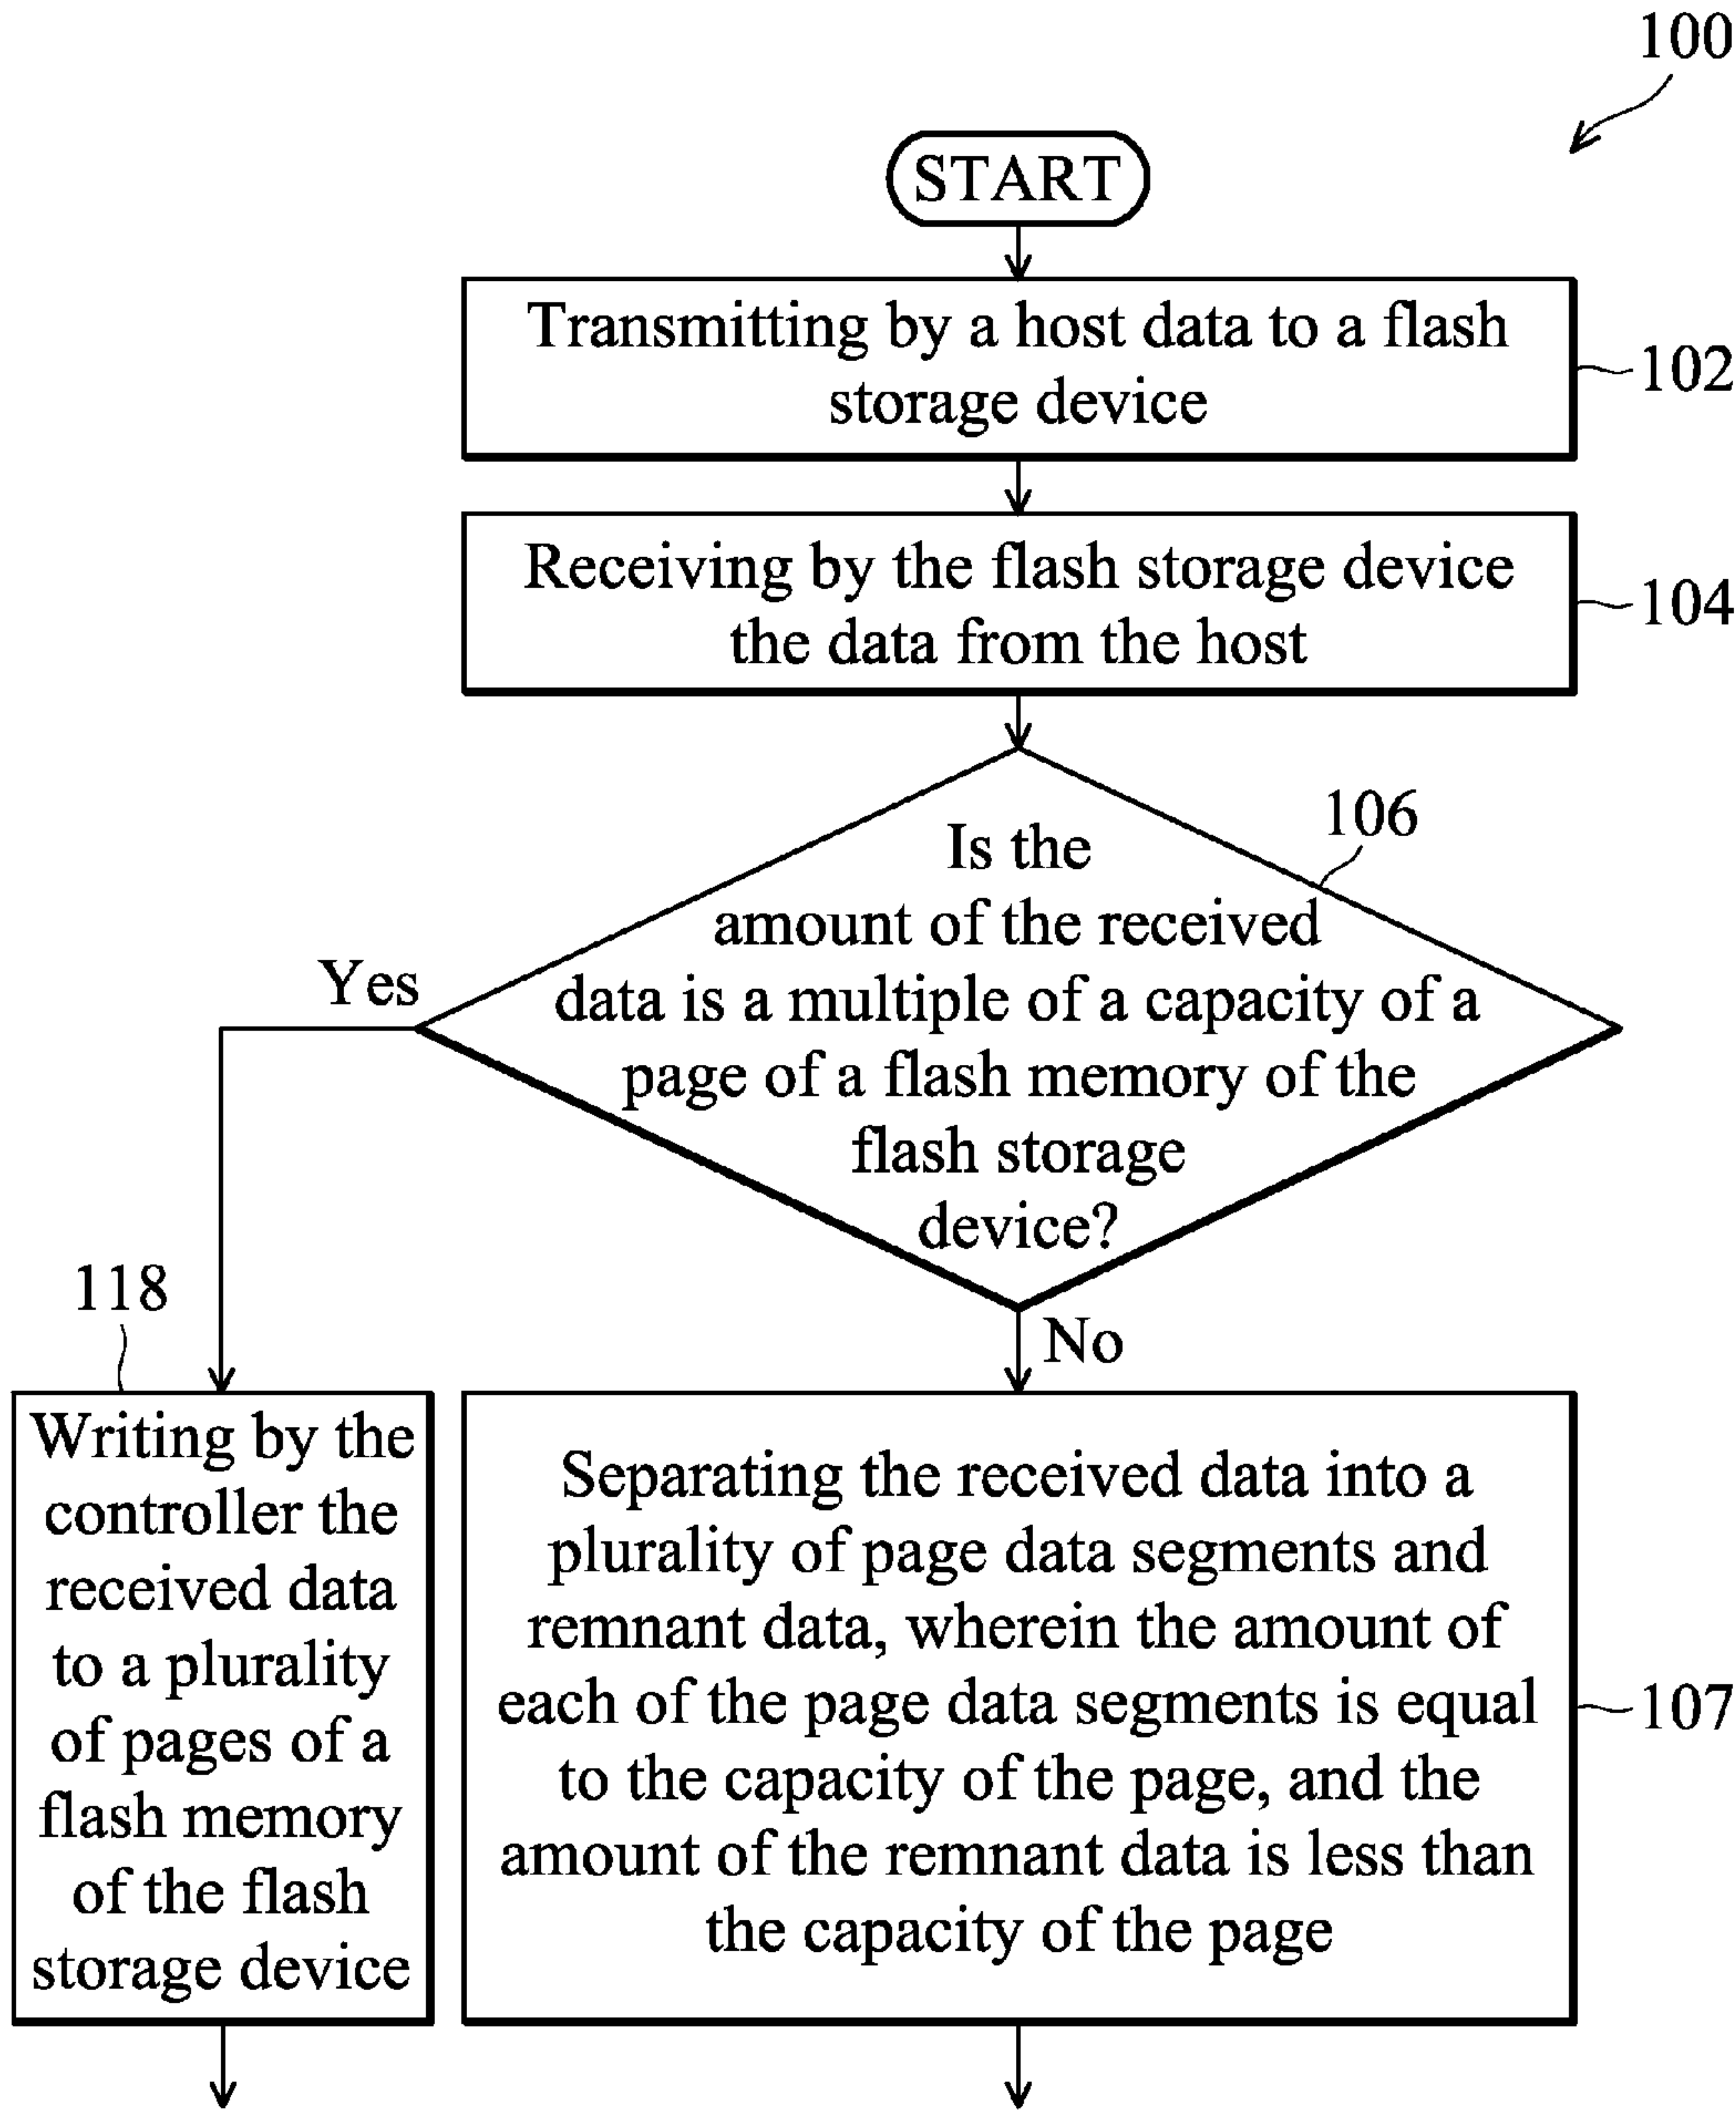 100
START
Transmitting by a host data to a flash
storage device
102
Receiving by the flash storage device
the data from the host
104
106
Is the
amount of the received
data is a multiple of a capacity of a
page of a flash memory of the
flash storage
device?
Yes
No
118
Writing by the
controller the
received data
to a plurality
of pages of a
flash memory
of the flash
storage device
Separating the received data into a
plurality of page data segments and
remnant data, wherein the amount of
each of the page data segments is equal
to the capacity of the page, and the
amount of the remnant data is less than
the capacity of the page
107